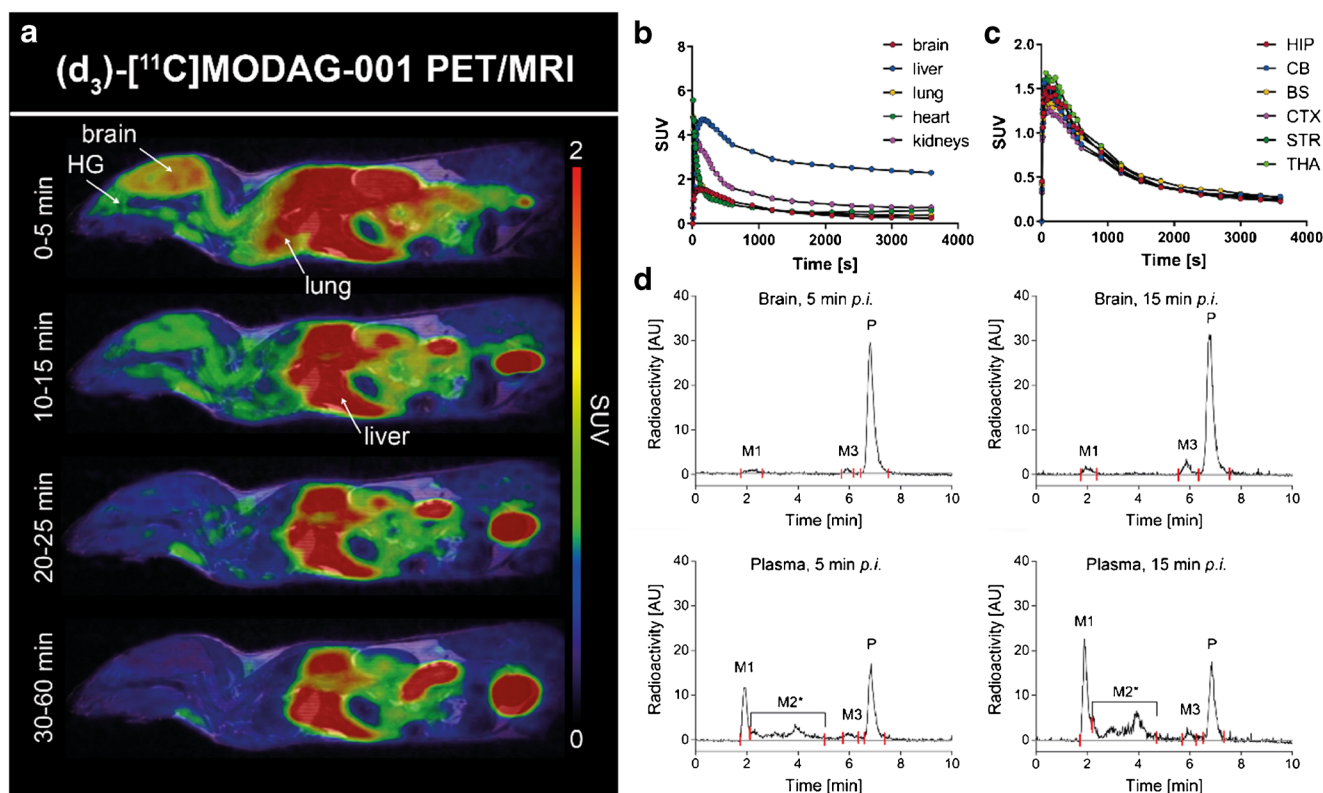 a
(d3)-[11C]MODAG-001 PET/MRI
brain
HG
lung
0-5 min
10-15 min
liver
20-25 min
30-60 min
2
SUV
0
b
8
6
4
2
0
SUV
0 1000 2000 3000 4000
Time [s]
brain
liver
lung
heart
kidneys
c
2.0
1.5
1.0
0.5
0.0
SUV
0 1000 2000 3000 4000
Time [s]
HIP
CB
BS
CTX
STR
THA
d
Brain, 5 min p.i.
40
30
20
10
0
Radioactivity [AU]
M1
M3
P
0 2 4 6 8 10
Time [min]
Brain, 15 min p.i.
40
30
20
10
0
Radioactivity [AU]
M1
M3
P
0 2 4 6 8 10
Time [min]
Plasma, 5 min p.i.
40
30
20
10
0
Radioactivity [AU]
M1
M2*
M3
P
0 2 4 6 8 10
Time [min]
Plasma, 15 min p.i.
40
30
20
10
0
Radioactivity [AU]
M1
M2*
M3
P
0 2 4 6 8 10
Time [min]